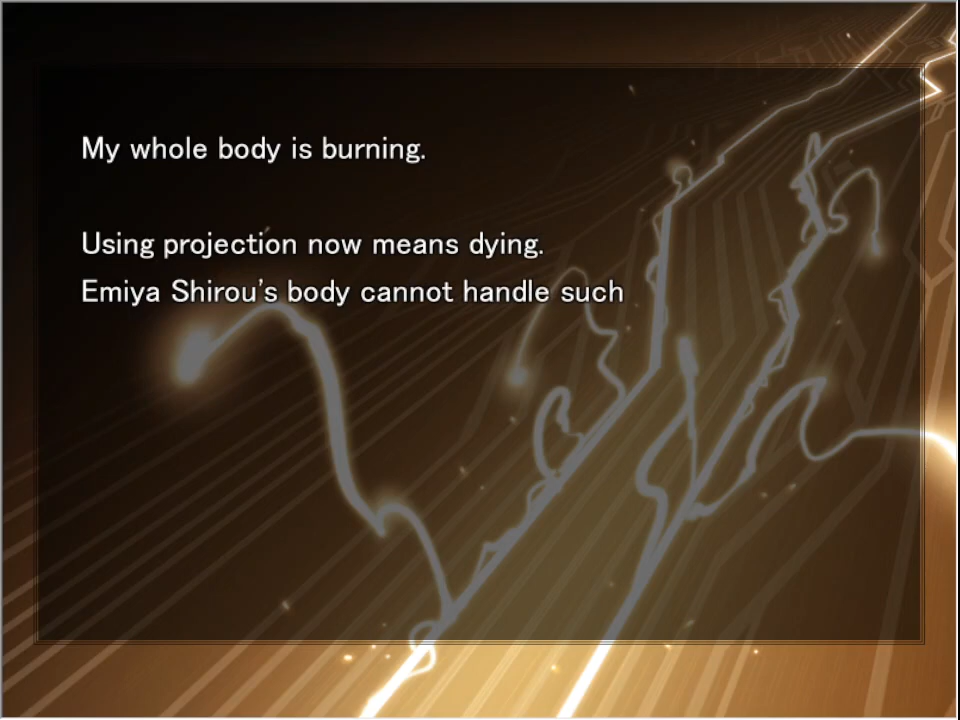 My whole body is burning.
Using projection now means dying.
Emiya Shirou's body cannot handle such